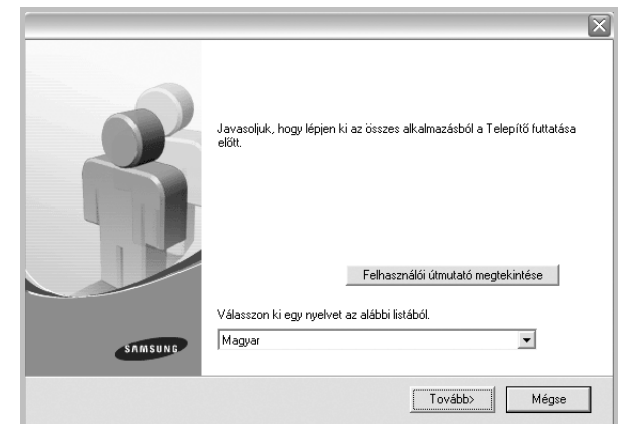 Javasoljuk, hogy lépjen ki az összes alkalmazásból a Telepítő futtatása
előtt.
Felhasználói útmutató megtekintése
Válasszon ki egy nyelvet az alábbi listából.
Magyar
SAMSUNG
Tovább>
Mégse